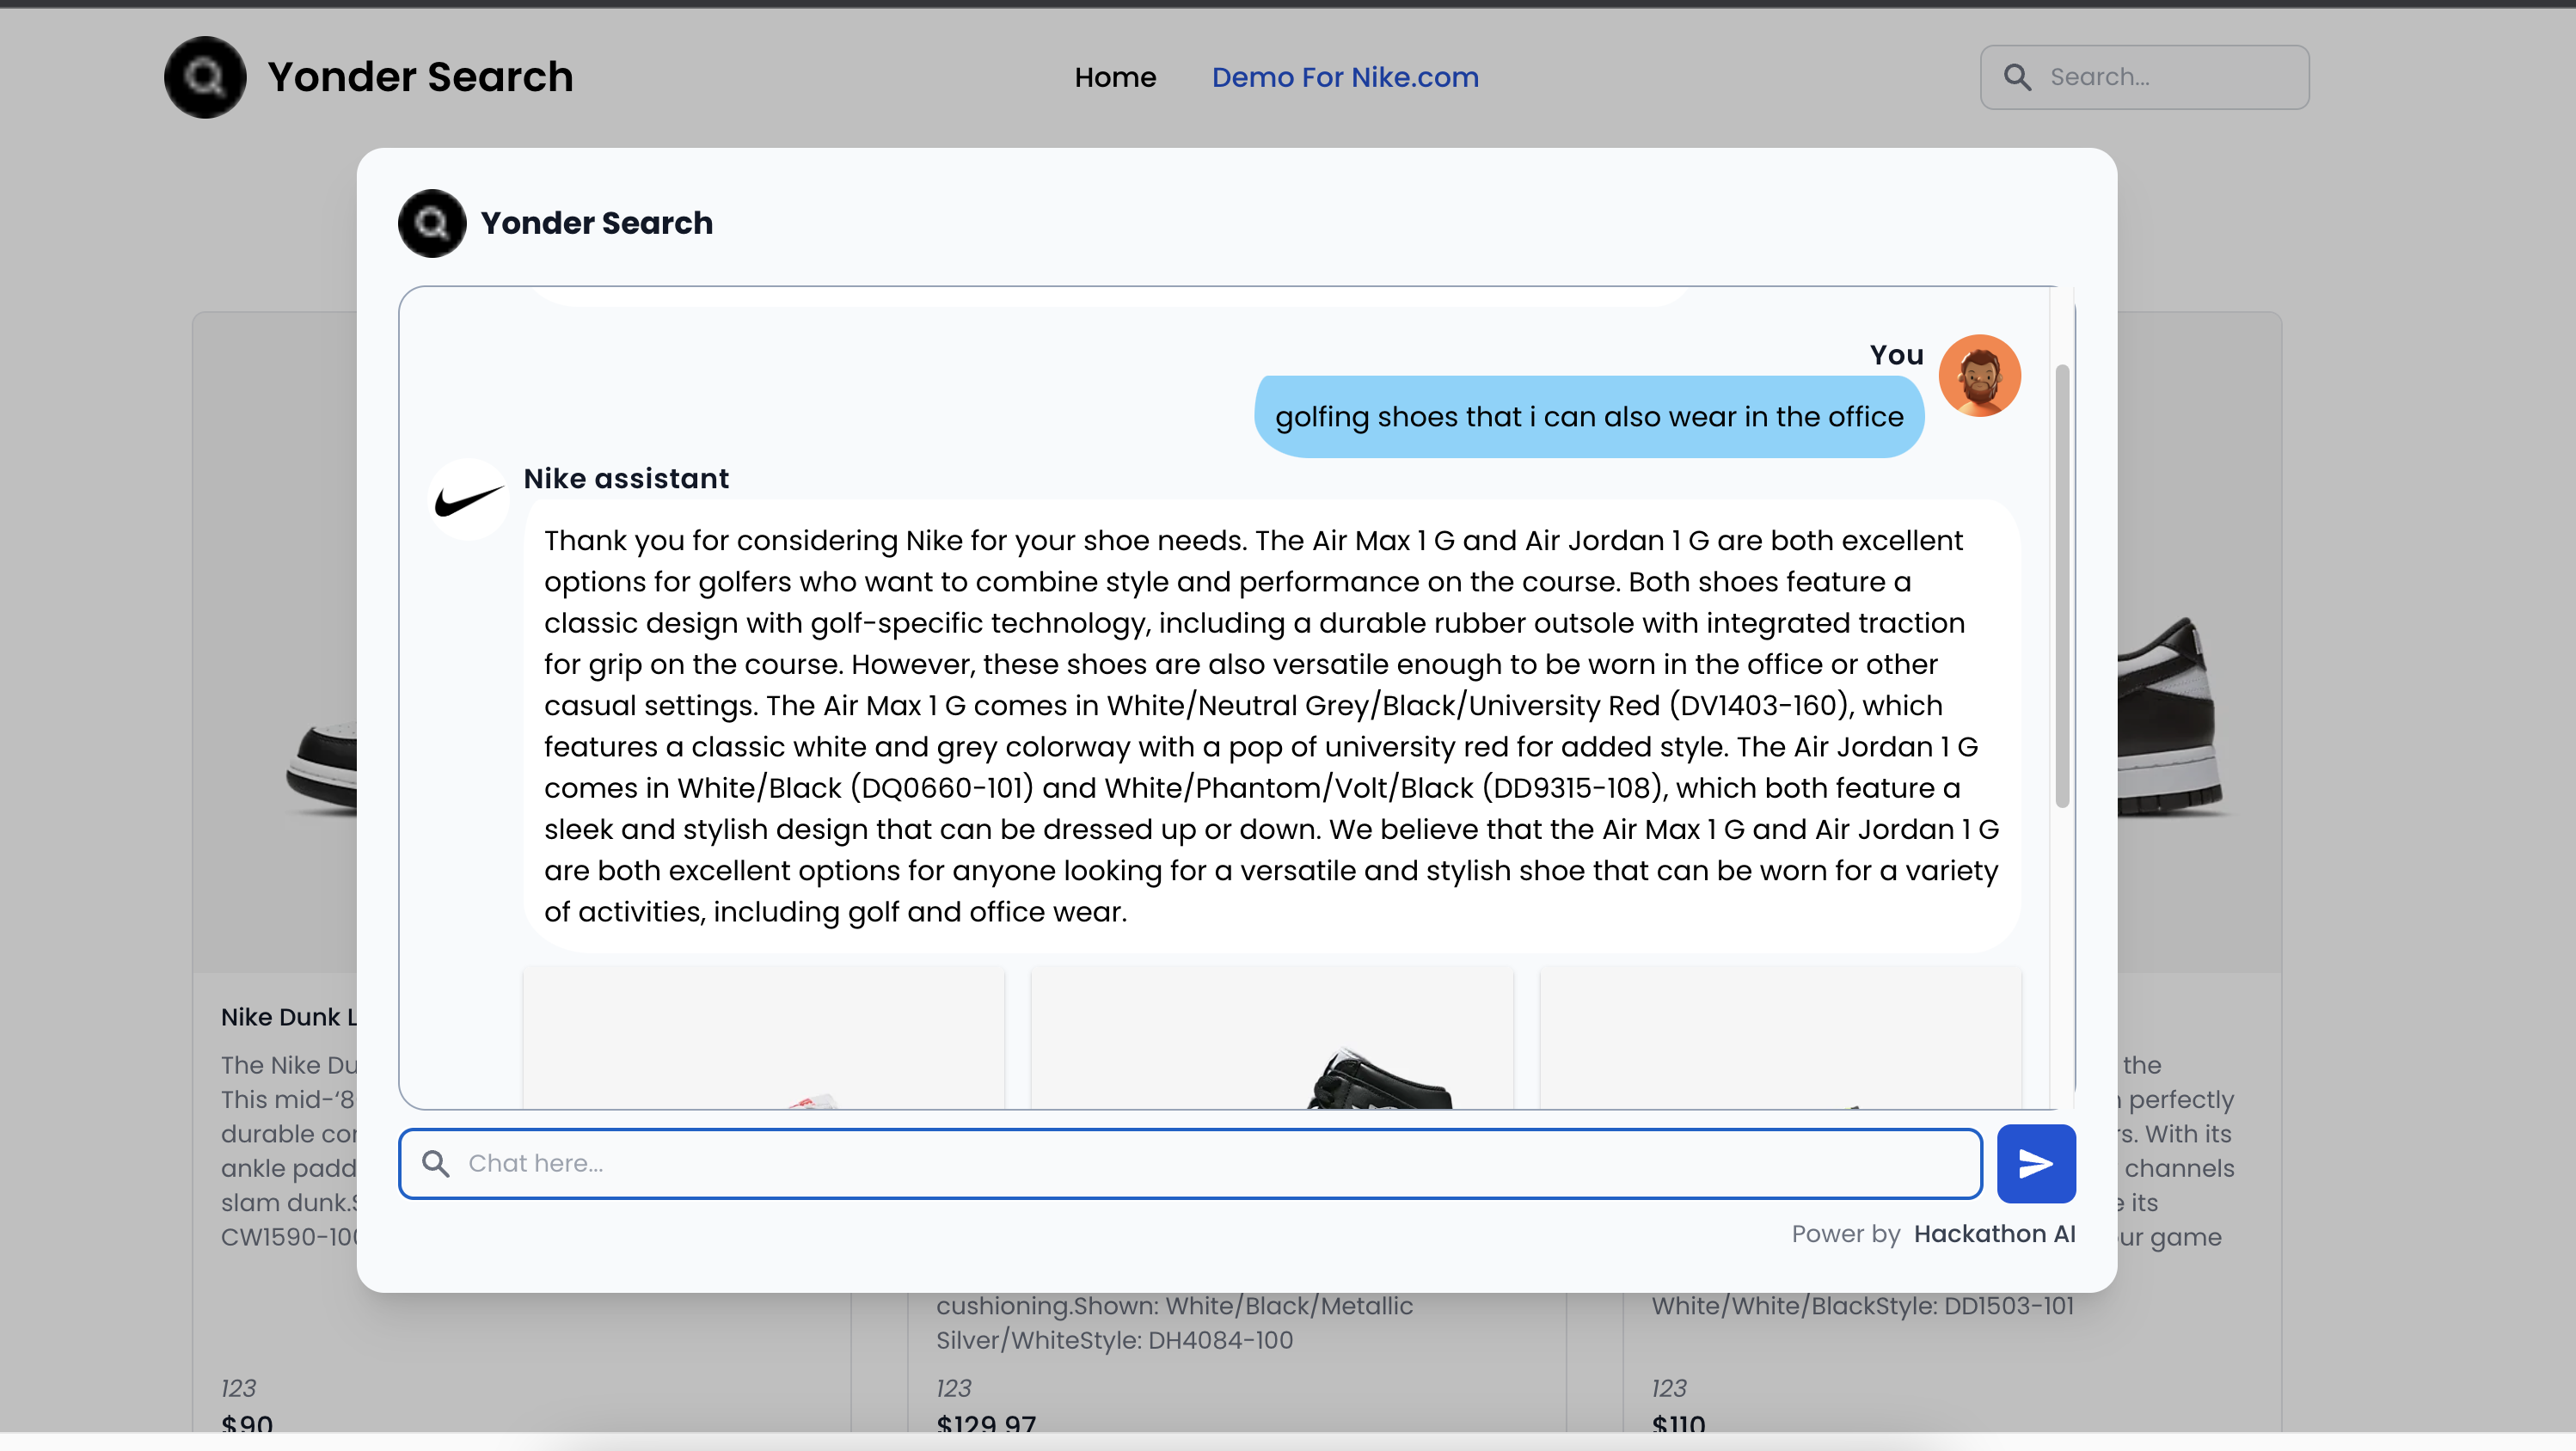 Yonder Search
Home
Demo For Nike.com
Search...
Yonder Search
You
golfing shoes that i can also wear in the office
Nike assistant
Thank you for considering Nike for your shoe needs. The Air Max 1 G and Air Jordan 1 G are both excellent
options for golfers who want to combine style and performance on the course. Both shoes feature a
classic design with golf-specific technology, including a durable rubber outsole with integrated traction
for grip on the course. However, these shoes are also versatile enough to be worn in the office or other
casual settings. The Air Max 1 G comes in White/Neutral Grey/Black/University Red (DV1403-160), which
features a classic white and grey colorway with a pop of university red for added style. The Air Jordan 1 G
comes in White/Black (DQ0660-101) and White/Phantom/Volt/Black (DD9315-108), which both feature a
sleek and stylish design that can be dressed up or down. We believe that the Air Max 1 G and Air Jordan 1 G
are both excellent options for anyone looking for a versatile and stylish shoe that can be worn for a variety
of activities, including golf and office wear.
Chat here...
Power by Hackathon AI
Nike Dunk L
The Nike Du
This mid-‘8
durable cor
ankle padd
slam dunk.
CW1590-100
123
$90
cushioning.Shown: White/Black/Metallic
Silver/WhiteStyle: DH4084-100
123
$129.97
the
perfectly
s. With its
channels
its
ur game
White/White/BlackStyle: DD1503-101
123
$110